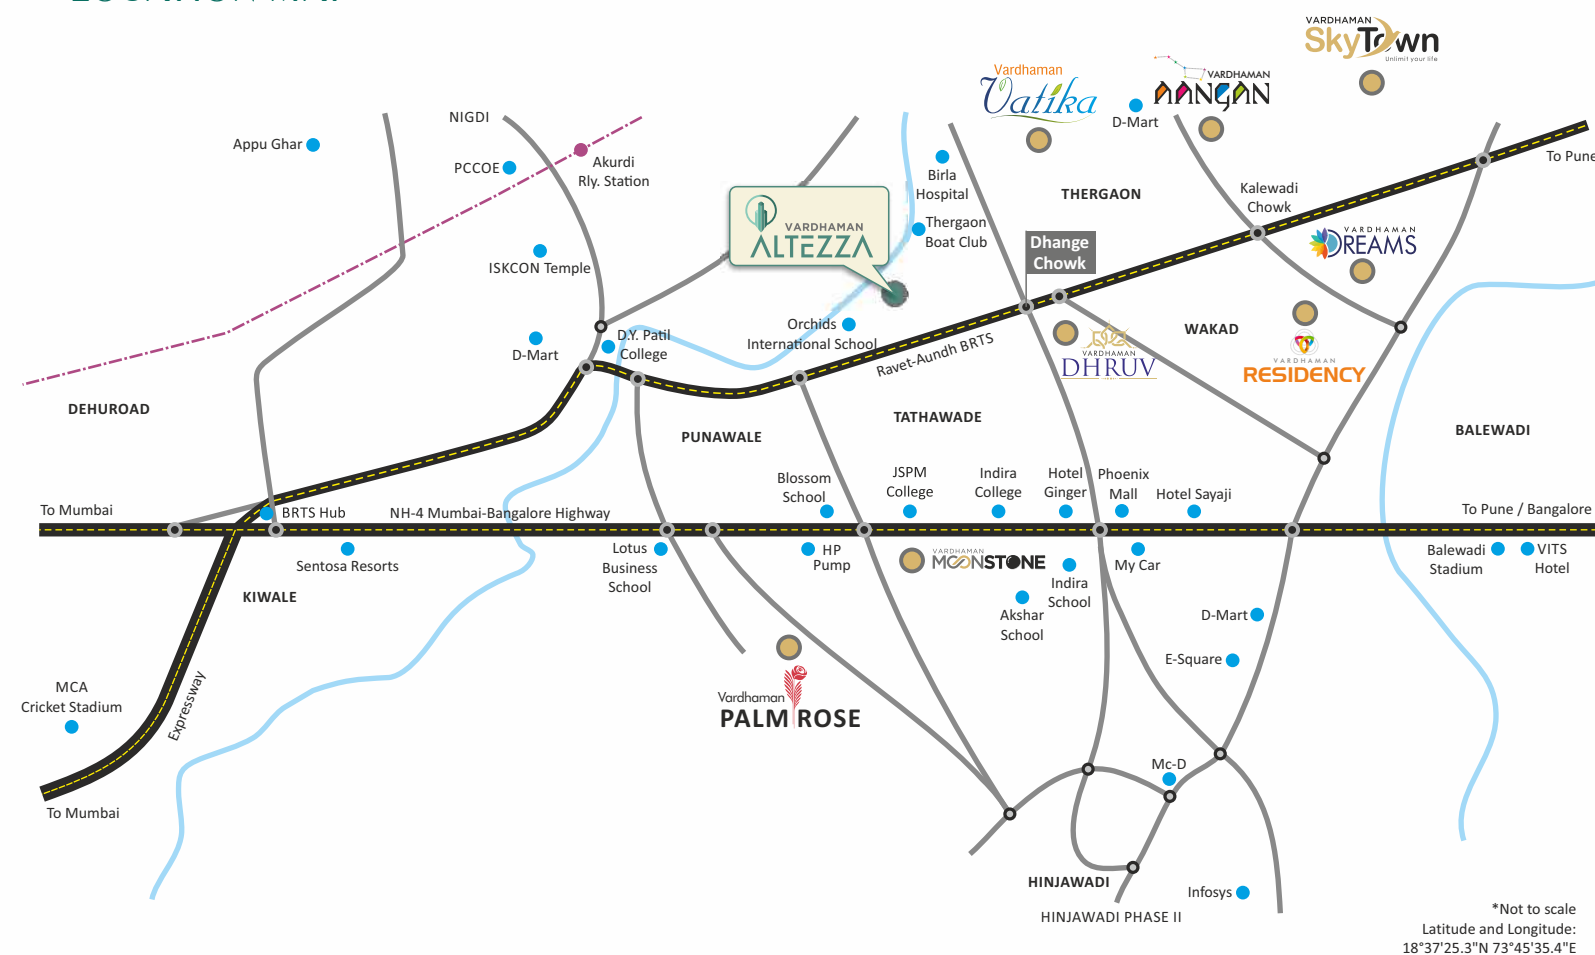 LOCATION MAP
VARDHAMAN
SkyTown
Unlimit your life
Vardhaman
Vatika
D-Mart
VARDHAMAN
AANGAN
NIGDI
Appu Ghar
PCCOE
Akurdi
Rly. Station
Birla
Hospital
THERGAON
Kalewadi
Chowk
To Pune
Thergaon
Boat Club
VARDHAMAN
ALTEZZA
Dhange
Chowk
VARDHAMAN
DREAMS
ISKCON Temple
D-Mart
D.Y. Patil
College
Orchids
International School
Ravet-Aundh BRTS
VARDHAMAN
DHRUV
WAKAD
VARDHAMAN
RESIDENCY
DEHUROAD
PUNAWALE
TATHAWADE
BALEWADI
Blossom
School
JSPM
College
Indira
College
Hotel
Ginger
Phoenix
Mall
Hotel Sayaji
To Mumbai
BRTS Hub
NH-4 Mumbai-Bangalore Highway
To Pune / Bangalore
Sentosa Resorts
Lotus
Business
School
HP
Pump
VARDHAMAN
MOONSTONE
Indira
School
My Car
Balewadi
Stadium
VITS
Hotel
KIWALE
Akshar
School
D-Mart
E-Square
MCA
Cricket Stadium
Expressway
Vardhaman
PALM ROSE
To Mumbai
Mc-D
HINJAWADI
Infosys
HINJAWADI PHASE II
*Not to scale
Latitude and Longitude:
18°37'25.3"N 73°45'35.4"E